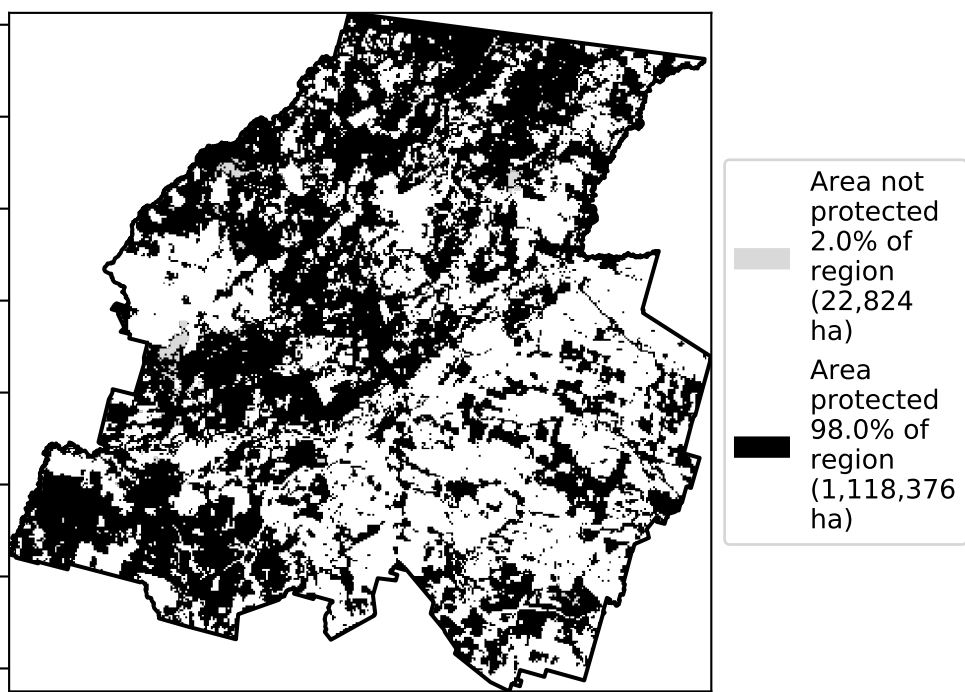 Area not
protected
2.0% of
region
(22,824
ha)
Area
protected
98.0% of
region
(1,118,376
ha)